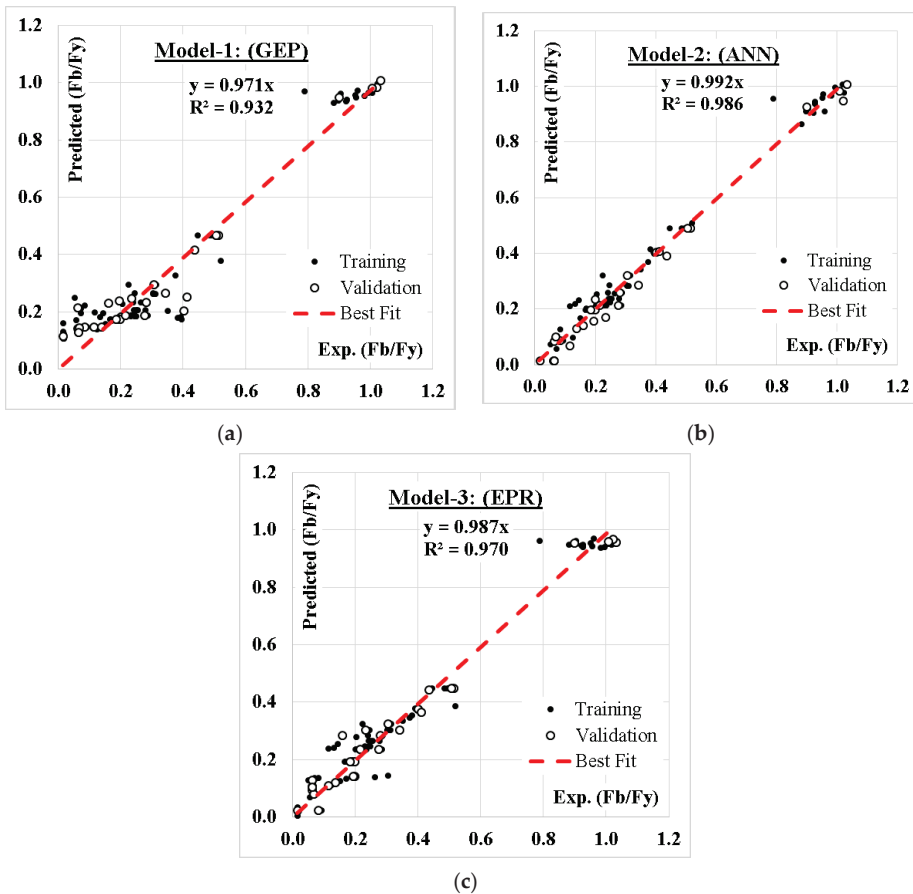 Model-1: (GEP)
y = 0.971x
R² = 0.932
Predicted (Fb/Fy)
1.2
1.0
0.8
0.6
0.4
0.2
0.0
Training
Validation
Best Fit
Exp. (Fb/Fy)
0.0 0.2 0.4 0.6 0.8 1.0 1.2
(a)
Model-2: (ANN)
y = 0.992x
R² = 0.986
Predicted (Fb/Fy)
1.2
1.0
0.8
0.6
0.4
0.2
0.0
Training
Validation
Best Fit
Exp. (Fb/Fy)
0.0 0.2 0.4 0.6 0.8 1.0 1.2
(b)
Model-3: (EPR)
y = 0.987x
R² = 0.970
Predicted (Fb/Fy)
1.2
1.0
0.8
0.6
0.4
0.2
0.0
Training
Validation
Best Fit
Exp. (Fb/Fy)
0.0 0.2 0.4 0.6 0.8 1.0 1.2
(c)